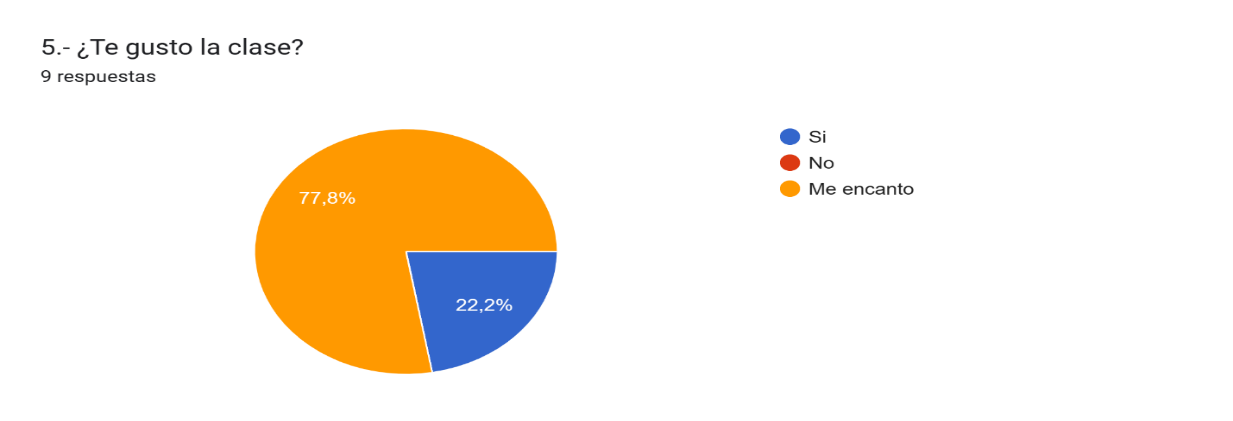 5.- ¿Te gusto la clase?
9 respuestas
Si
No
Me encanto
77,8%
22,2%